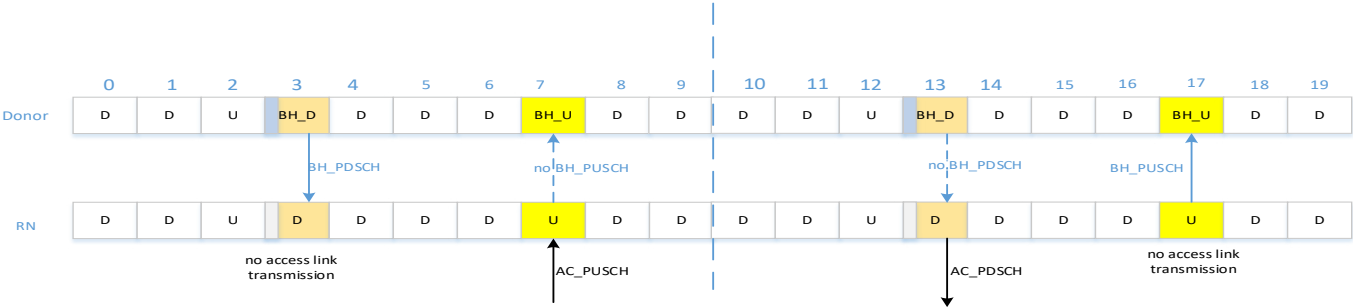 0 1 2 3 4 5 6 7 8 9 10 11 12 13 14 15 16 17 18 19
Donor D D U BH_D D D D BH_U D D D D U BH_D D D D BH_U D D
BH_PDSCH no BH_PUSCH no BH_PDSCH BH_PUSCH
RN D D U D D D D U D D D D U D D D D U D D
no access link
transmission
AC_PUSCH
AC_PDSCH
no access link
transmission